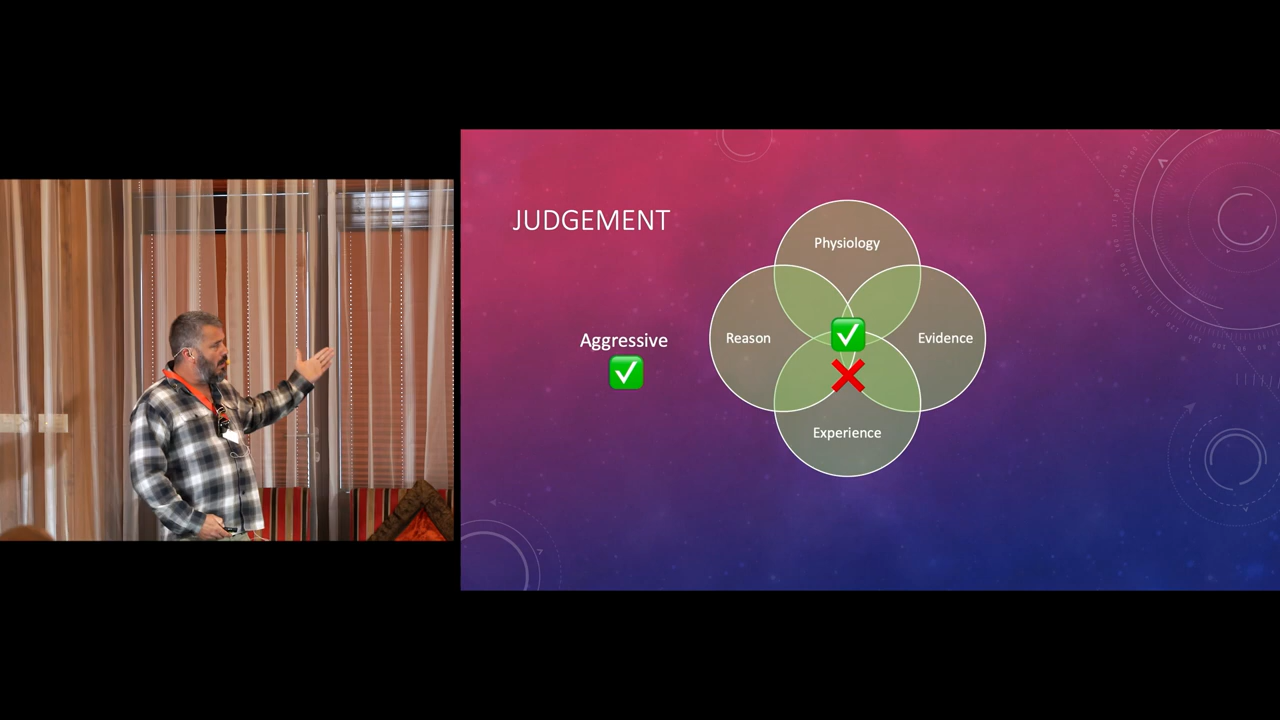 JUDGEMENT
Physiology
Reason
Evidence
Aggressive
Experience